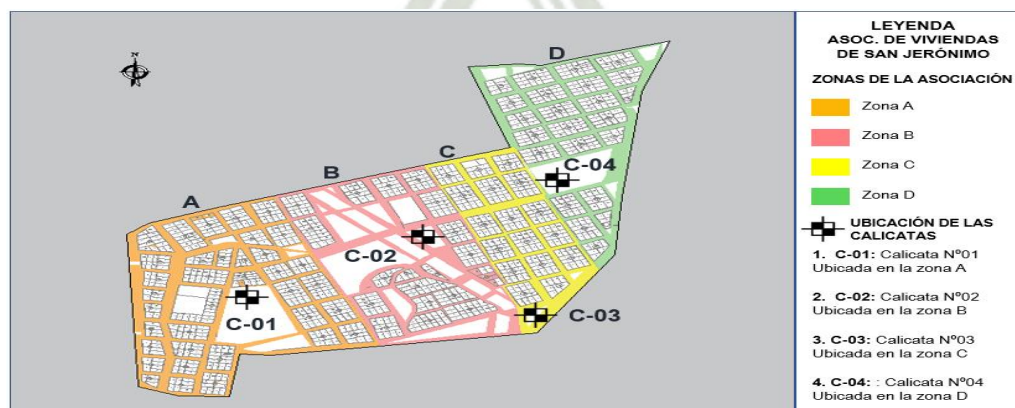 N
A
B
C
D
C-01
C-02
C-03
C-04
LEYENDA
ASOC. DE VIVIENDAS
DE SAN JERÓNIMO
ZONAS DE LA ASOCIACIÓN
Zona A
Zona B
Zona C
Zona D
UBICACIÓN DE LAS
CALICATAS
1. C-01: Calicata Nº01
Ubicada en la zona A
2. C-02: Calicata Nº02
Ubicada en la zona B
3. C-03: Calicata Nº03
Ubicada en la zona C
4. C-04: : Calicata Nº04
Ubicada en la zona D